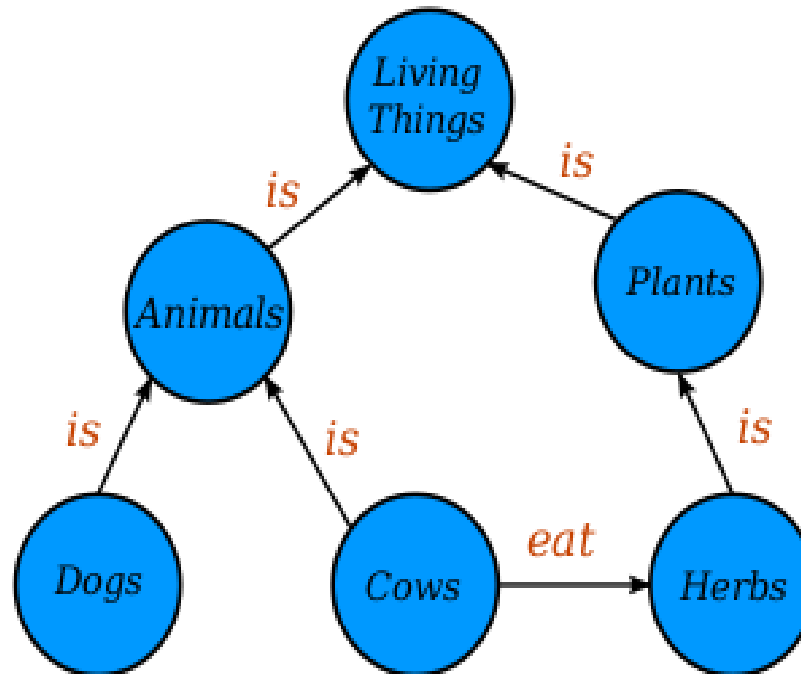 Living
Things
is
is
Plants
Animals
is
is
is
eat
Dogs
Cows
Herbs